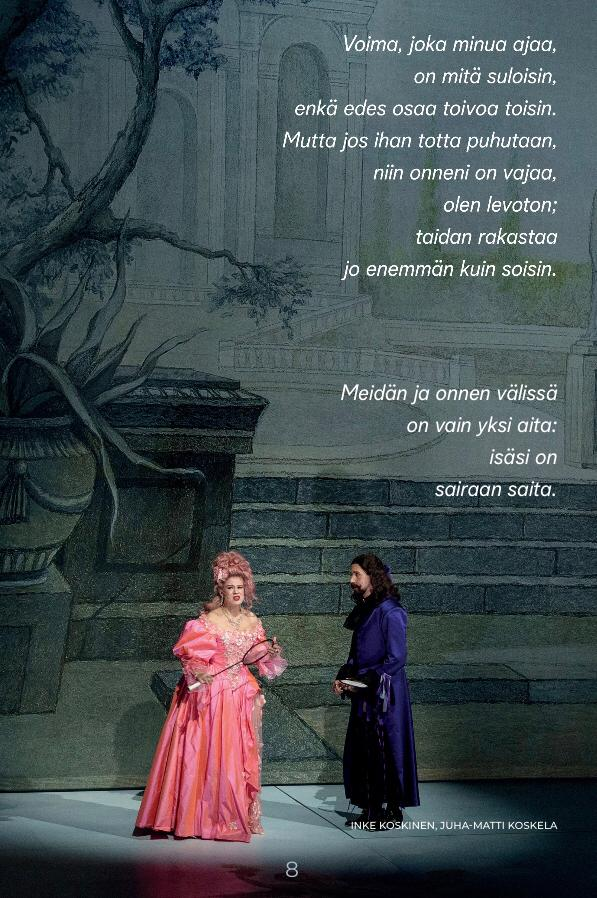 Voima, joka minua ajaa,
on mitä suloisin,
enkä edes osaa toivoa toisin.
Mutta jos ihan totta puhutaan,
niin onneni on vajaa,
olen levoton;
taidan rakastaa
jo enemmän kuin soisin.
Meidän ja onnen välissä
on vain yksi aita:
isäsi on
sairaan saita.
INKE KOSKINEN, JUHA-MATTI KOSKELA
8